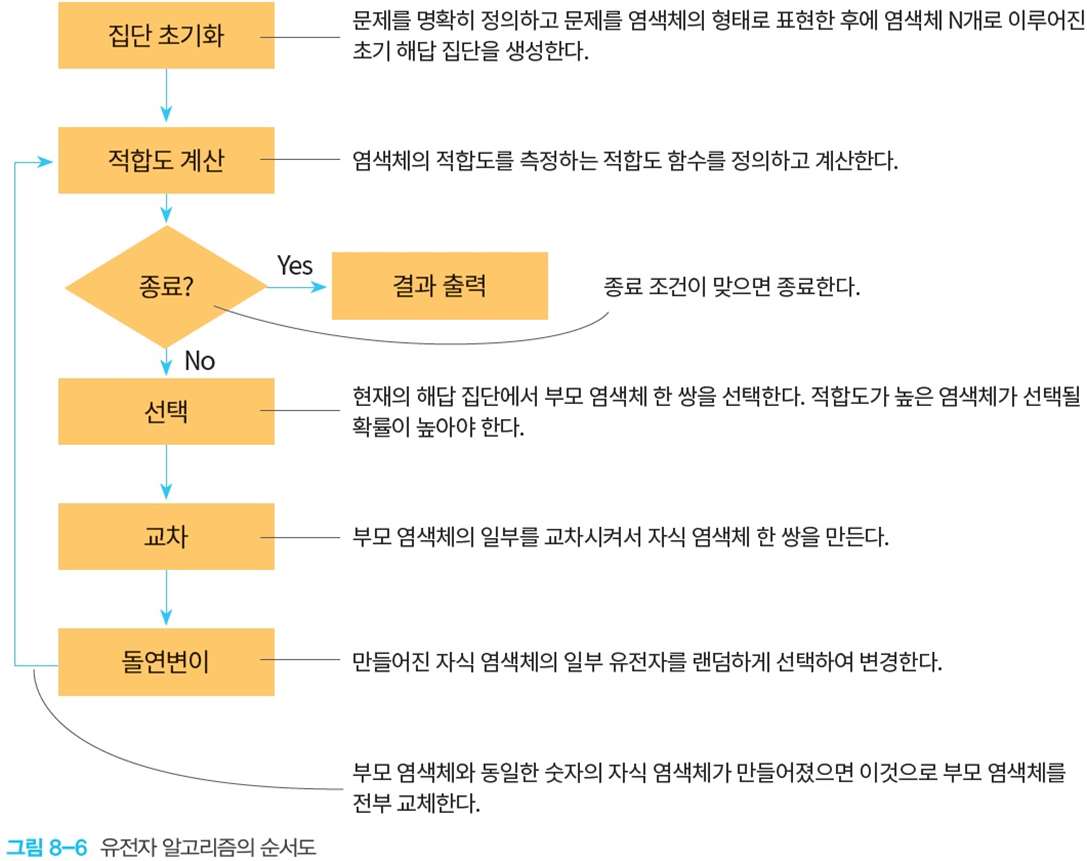 집단 초기화
문제를 명확히 정의하고 문제를 염색체의 형태로 표현한 후에 염색체 N개로 이루어진
초기 해답 집단을 생성한다.
적합도 계산
염색체의 적합도를 측정하는 적합도 함수를 정의하고 계산한다.
종료?
Yes
결과 출력
종료 조건이 맞으면 종료한다.
No
선택
현재의 해답 집단에서 부모 염색체 한 쌍을 선택한다. 적합도가 높은 염색체가 선택될
확률이 높아야 한다.
교차
부모 염색체의 일부를 교차시켜서 자식 염색체 한 쌍을 만든다.
돌연변이
만들어진 자식 염색체의 일부 유전자를 랜덤하게 선택하여 변경한다.
부모 염색체와 동일한 숫자의 자식 염색체가 만들어졌으면 이것으로 부모 염색체를
전부 교체한다.
그림 8–6 유전자 알고리즘의 순서도